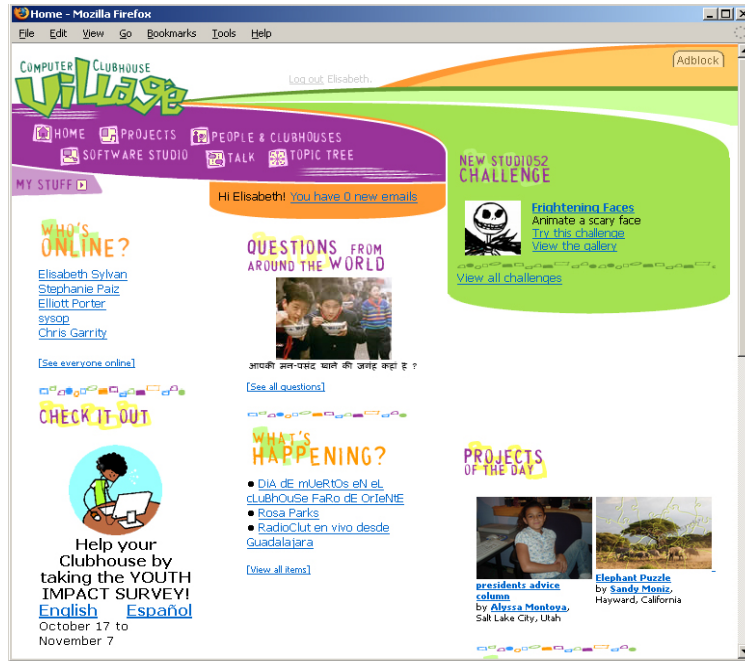 Home - Mozilla Firefox
File Edit View Go Bookmarks Tools Help
Adblock
COMPUTER CLUBHOUSE
Village
Log out Elisabeth.
HOME PROJECTS PEOPLE & CLUBHOUSES
SOFTWARE STUDIO TALK TOPIC TREE
MY STUFF
Hi Elisabeth! You have 0 new emails
NEW STUDIO52
CHALLENGE
Frightening Faces
Animate a scary face
Try this challenge
View the gallery
View all challenges
WHO'S
ONLINE?
Elisabeth Sylvan
Stephanie Paiz
Elliott Porter
sysop
Chris Garrity
[See everyone online]
CHECK IT OUT
Help your
Clubhouse by
taking the YOUTH
IMPACT SURVEY!
English Español
October 17 to
November 7
QUESTIONS FROM
AROUND THE WORLD
आपकी मन-पसंद खाने की जगह कहां है ?
[See all questions]
WHAT'S
HAPPENING?
DiA dE mUeRtOs eN eL
cLuBhOuSe FaRo dE OrIeNtE
Rosa Parks
RadioClut en vivo desde
Guadalajara
[View all items]
PROJECTS
OF THE DAY
presidents advice
column
by Alyssa Montoya,
Salt Lake City, Utah
Elephant Puzzle
by Sandy Moniz,
Hayward, California